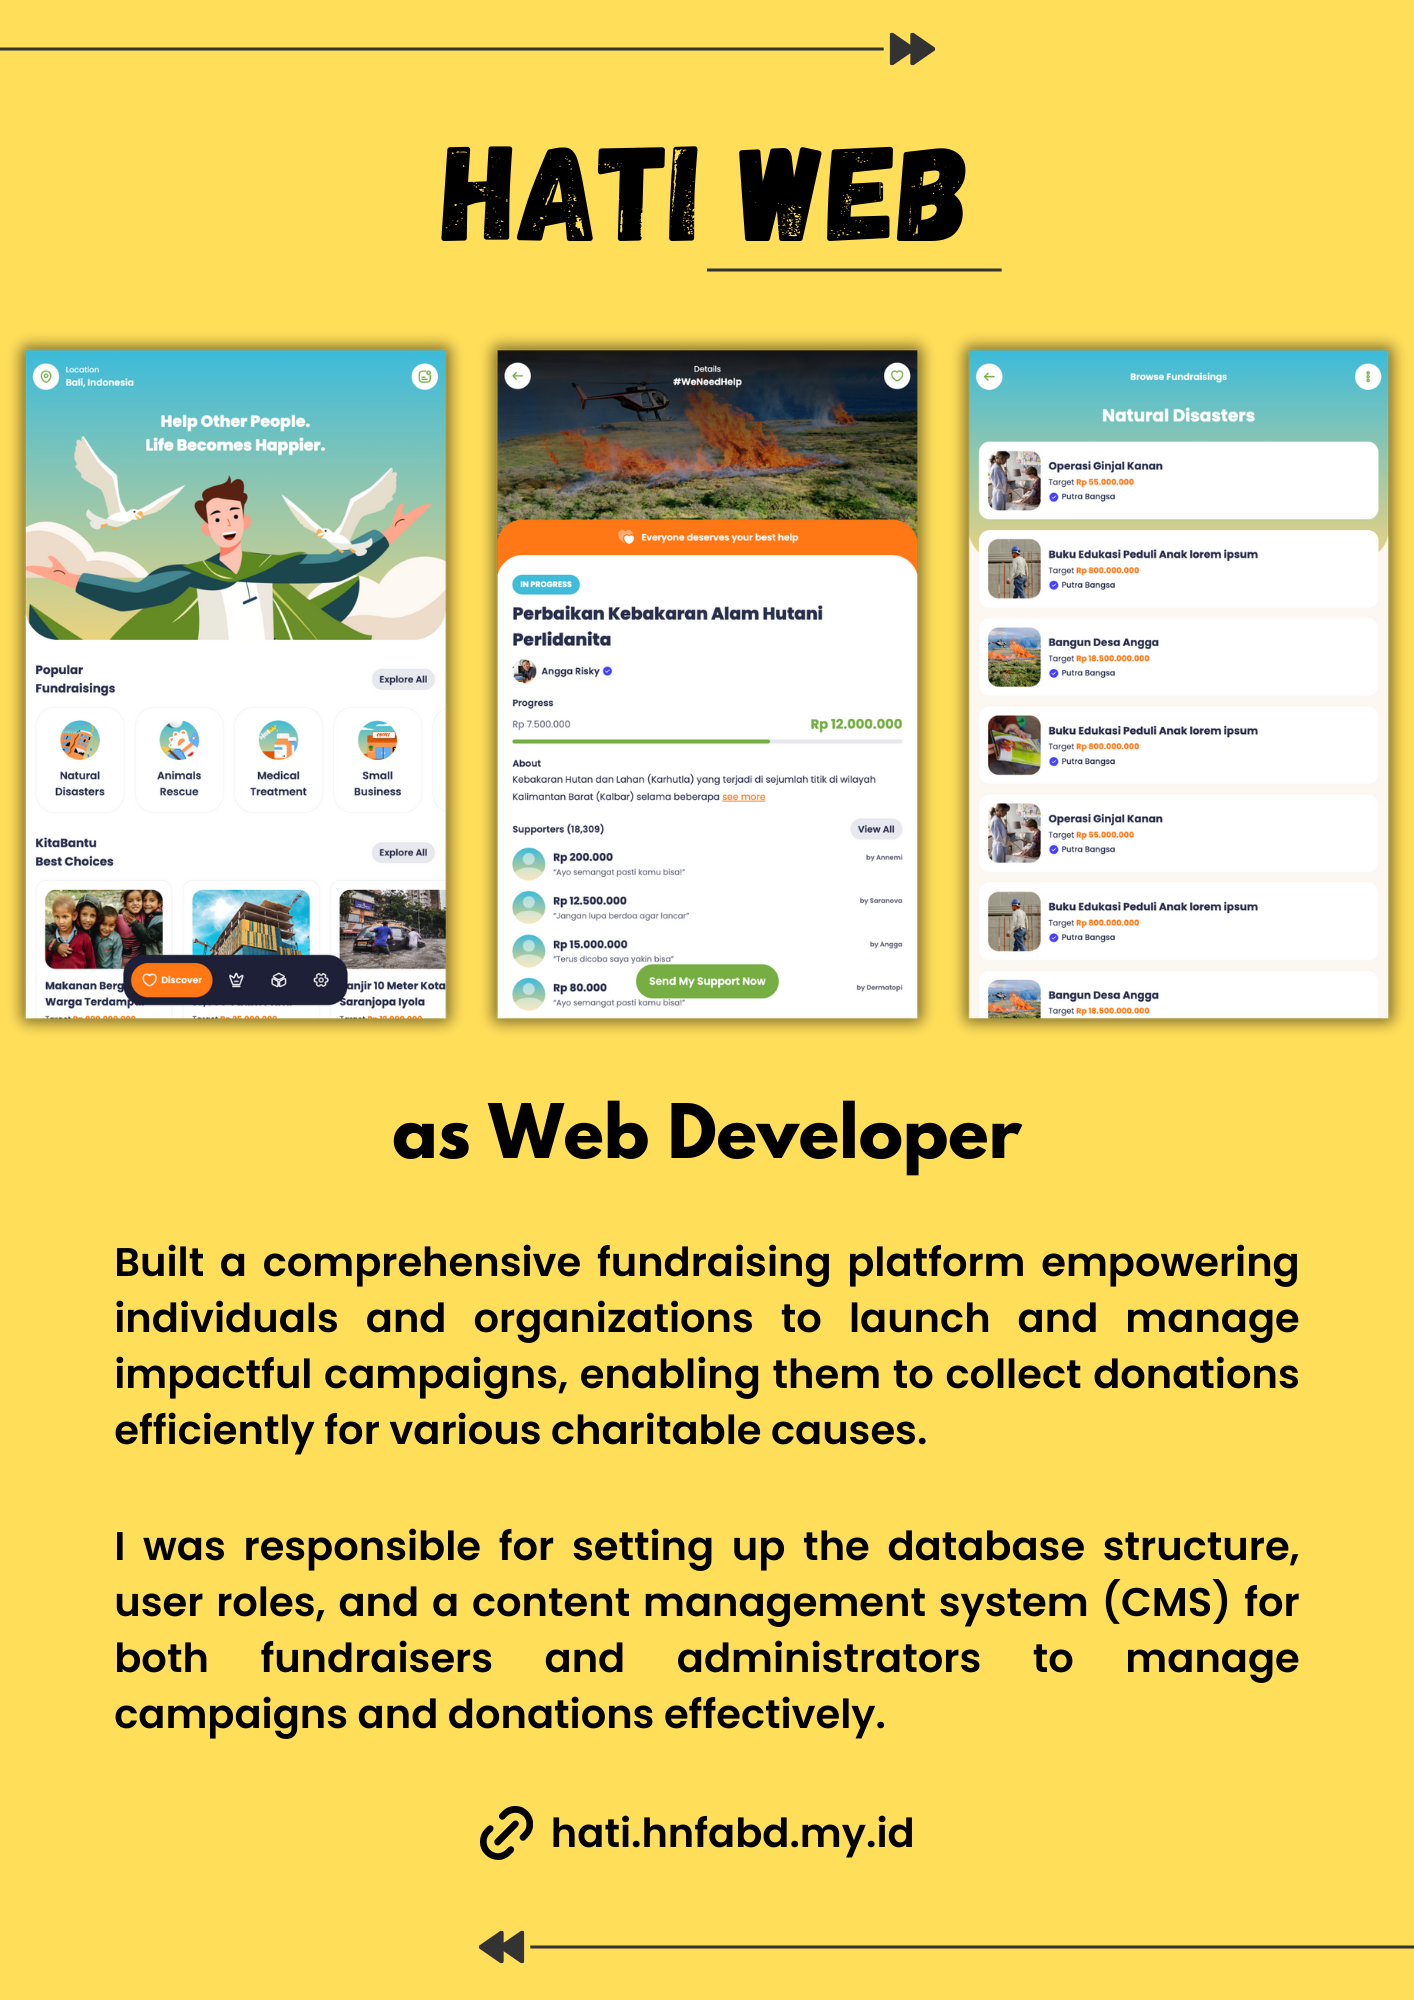 HATI WEB
Location
Bali, Indonesia
Help Other People.
Life Becomes Happier.
Popular
Fundraisings
Explore All
Natural
Disasters
Animals
Rescue
Medical
Treatment
Small
Business
KitaBantu
Best Choices
Explore All
Makanan Berg
Warga Terdamp
anjir 10 Meter Kota
Saranjopa Iyola
Discover
Details
#WeNeedHelp
Everyone deserves your best help
IN PROGRESS
Perbaikan Kebakaran Alam Hutani
Perlidanita
Angga Risky
Progress
Rp 7.500.000
Rp 12.000.000
About
Kebakaran Hutan dan Lahan (Karhutla) yang terjadi di sejumlah titik di wilayah
Kalimantan Barat (Kalbar) selama beberapa see more
Supporters (18,309)
View All
Rp 200.000
by Annemi
"Ayo semangat pasti kamu bisa!"
Rp 12.500.000
by Saranova
"Jangan lupa berdoa agar lancar"
Rp 15.000.000
by Angga
"Terus dicoba saya yakin bisa"
Rp 80.000
by Dermatopi
"Ayo semangat pasti kamu bisa!"
Send My Support Now
Browse Fundraisings
Natural Disasters
Operasi Ginjal Kanan
Target Rp 55.000.000
Putra Bangsa
Buku Edukasi Peduli Anak lorem ipsum
Target Rp 800.000.000
Putra Bangsa
Bangun Desa Angga
Target Rp 18.500.000.000
Putra Bangsa
Buku Edukasi Peduli Anak lorem ipsum
Target Rp 800.000.000
Putra Bangsa
Operasi Ginjal Kanan
Target Rp 55.000.000
Putra Bangsa
Buku Edukasi Peduli Anak lorem ipsum
Target Rp 800.000.000
Putra Bangsa
Bangun Desa Angga
Target Rp 18.500.000.000
as Web Developer
Built a comprehensive fundraising platform empowering
individuals and organizations to launch and manage
impactful campaigns, enabling them to collect donations
efficiently for various charitable causes.
I was responsible for setting up the database structure,
user roles, and a content management system (CMS) for
both fundraisers and administrators to manage
campaigns and donations effectively.
hati.hnfabd.my.id